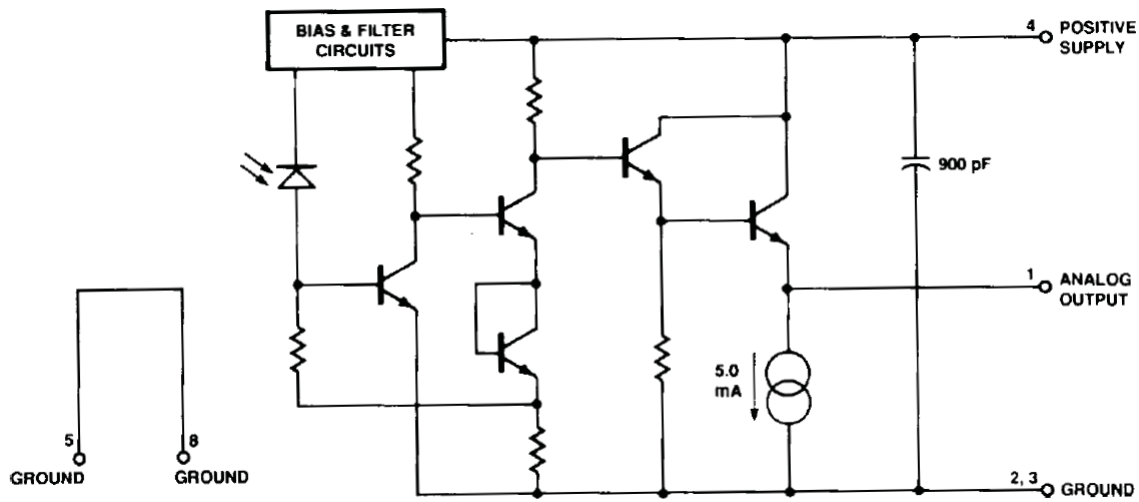 BIAS & FILTER
CIRCUITS
4
POSITIVE
SUPPLY
900 pF
1
ANALOG
OUTPUT
5.0
mA
5
8
GROUND
GROUND
2, 3
GROUND